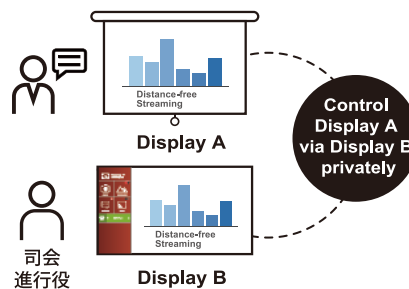 Distance-free
Streaming
Display A
Control
Display A
via Display B
privately
Distance-free
Streaming
司会
進行役
Display B